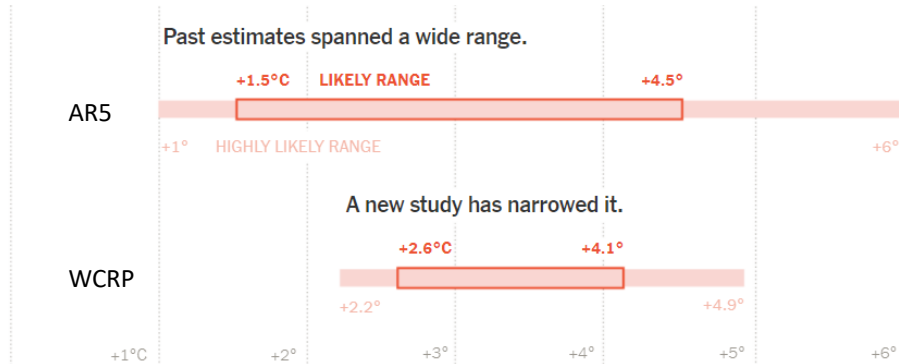 Past estimates spanned a wide range.
+1.5°C LIKELY RANGE +4.5°
AR5
+1° HIGHLY LIKELY RANGE +6°
A new study has narrowed it.
+2.6°C +4.1°
WCRP
+2.2° +4.9°
+1°C +2° +3° +4° +5° +6°